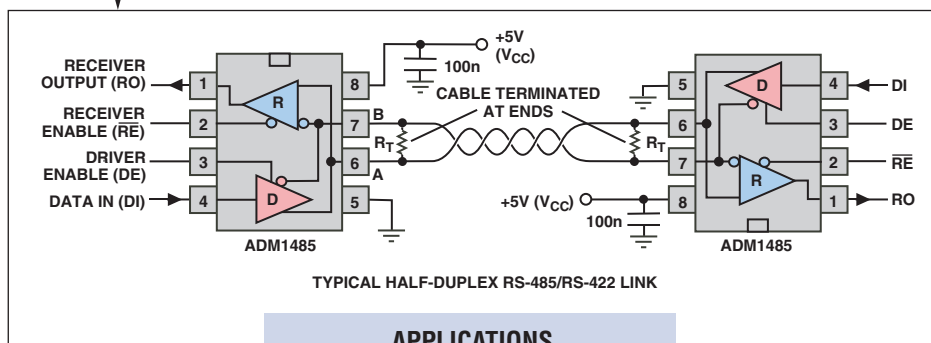 +5V
(VCC)
100n
RECEIVER
OUTPUT (RO)
1
8
R
RECEIVER
ENABLE (RE)
2
7
B
DRIVER
ENABLE (DE)
3
6
A
DATA IN (DI)
4
5
D
ADM1485
CABLE TERMINATED
AT ENDS
RT
RT
5
4
DI
D
6
3
DE
7
2
RE
R
8
1
RO
+5V (VCC)
100n
ADM1485
TYPICAL HALF-DUPLEX RS-485/RS-422 LINK